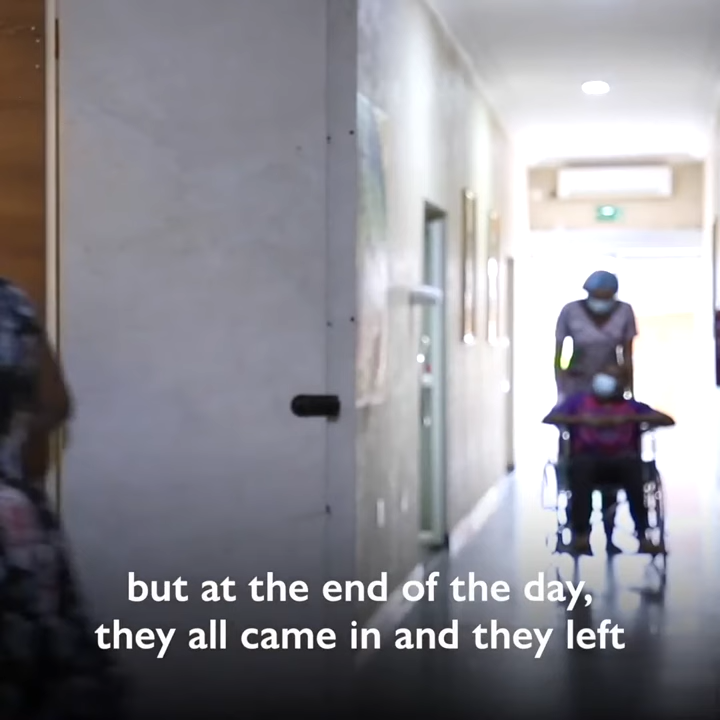 but at the end of the day,
they all came in and they left